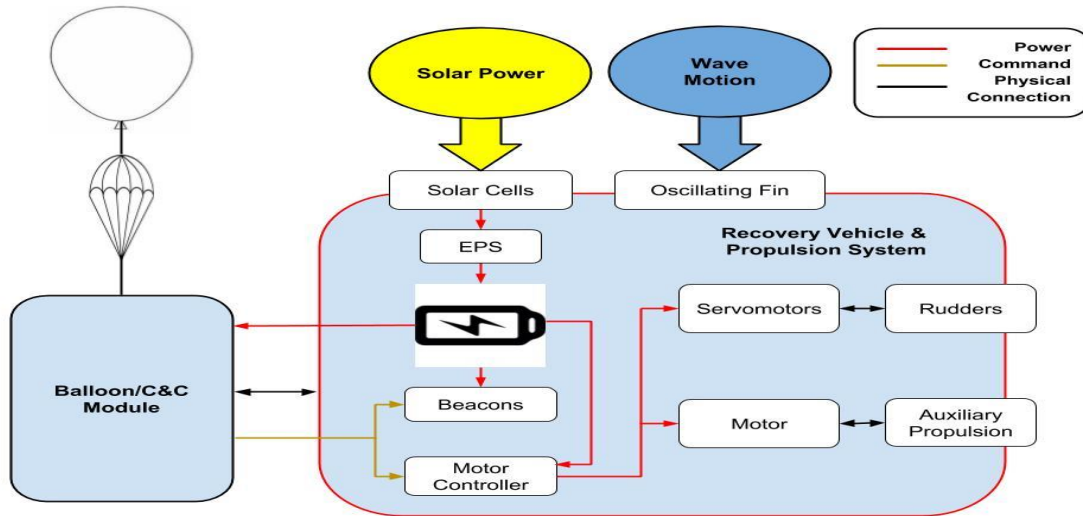 Solar Power
Wave
Motion
Power
Command
Physical
Connection
Solar Cells
Oscillating Fin
Recovery Vehicle &
Propulsion System
EPS
Servomotors
Rudders
Balloon/C&C
Module
Beacons
Motor
Auxiliary
Propulsion
Motor
Controller